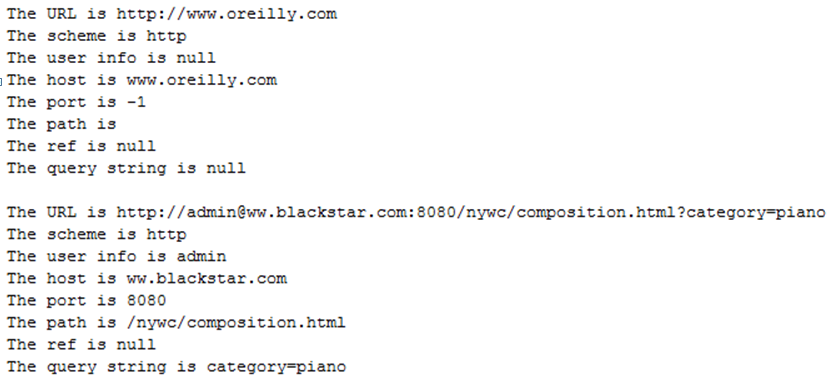 The URL is http://www.oreilly.com
The scheme is http
The user info is null
The host is www.oreilly.com
The port is -1
The path is
The ref is null
The query string is null
The URL is http://admin@ww.blackstar.com:8080/nywc/composition.html?category=piano
The scheme is http
The user info is admin
The host is ww.blackstar.com
The port is 8080
The path is /nywc/composition.html
The ref is null
The query string is category=piano